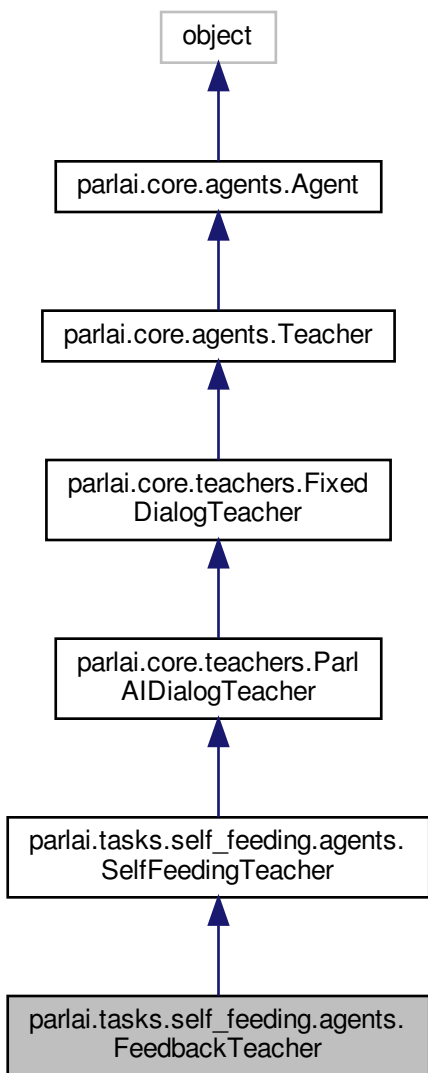 object
parlai.core.agents.Agent
parlai.core.agents.Teacher
parlai.core.teachers.Fixed
DialogTeacher
parlai.core.teachers.Parl
AIDialogTeacher
parlai.tasks.self_feeding.agents.
SelfFeedingTeacher
parlai.tasks.self_feeding.agents.
FeedbackTeacher